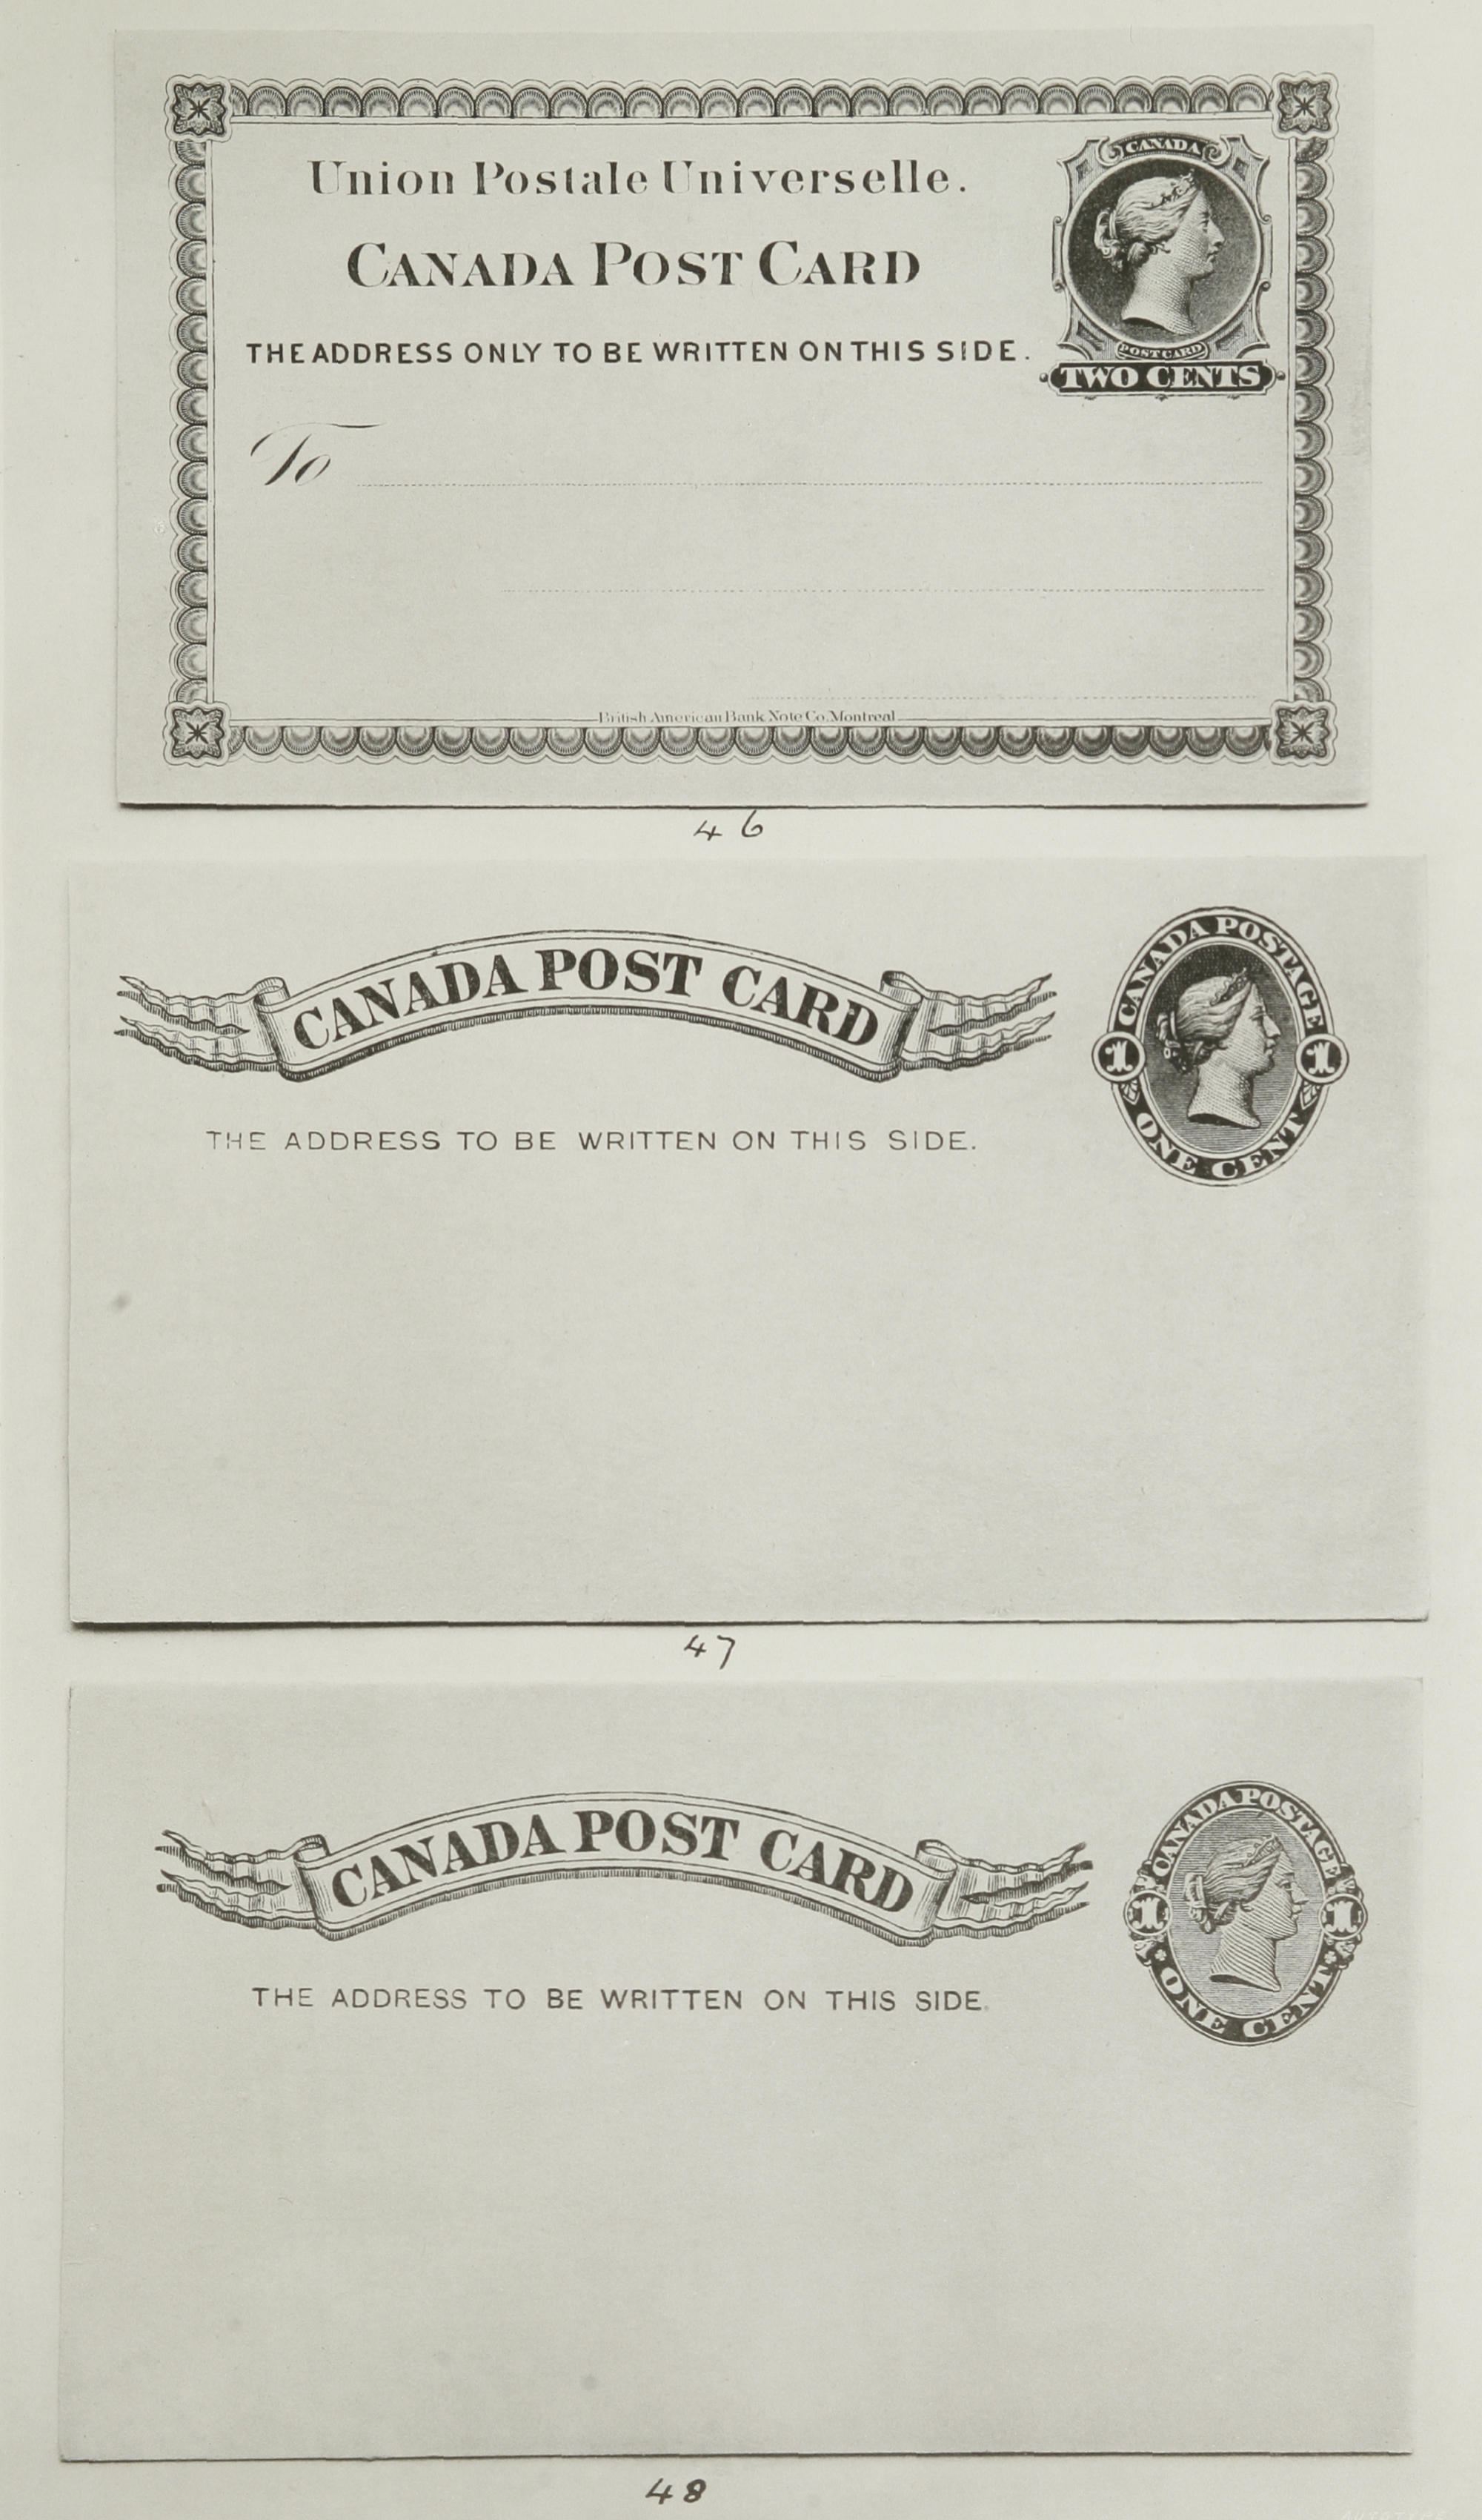 Union Postale Universelle.
CANADA
CANADA POST CARD
THE ADDRESS ONLY TO BE WRITTEN ON THIS SIDE.
POST CARD
TWO CENTS
To
British American Bank Note Co. Montreal
46
CANADA POST CARD
CANADA POSTAGE
1 1
ONE CENT
THE ADDRESS TO BE WRITTEN ON THIS SIDE.
47
CANADA POST CARD
CANADA POSTAGE
1 1
ONE CENT
THE ADDRESS TO BE WRITTEN ON THIS SIDE.
48